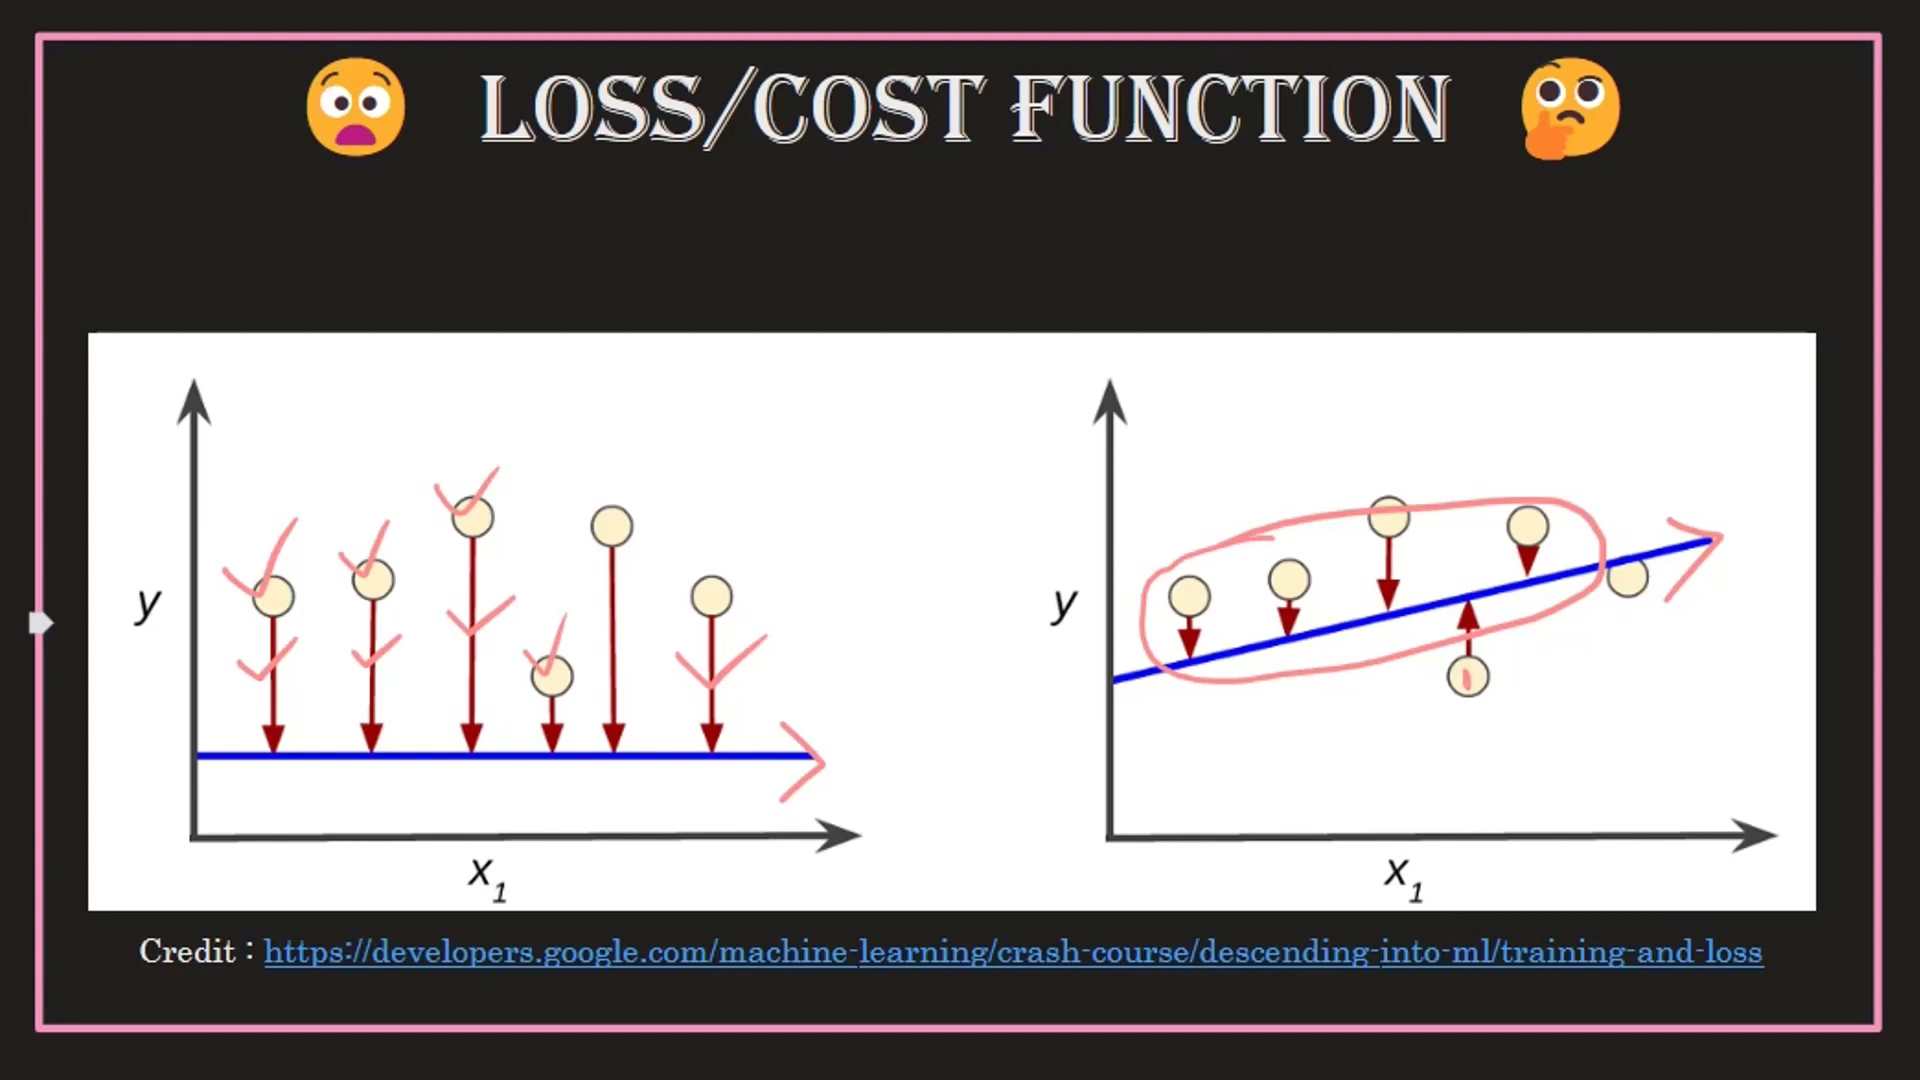 LOSS/COST FUNCTION
y
x1
y
x1
Credit : https://developers.google.com/machine-learning/crash-course/descending-into-ml/training-and-loss